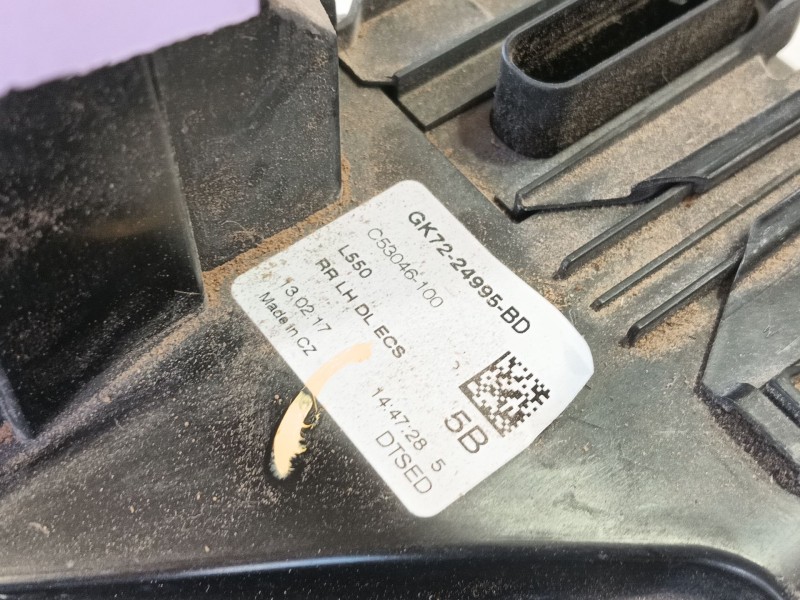 GK72-24995-BD
C53046-100
L550
RR LH DL ECS
13.02.17
14:47:28 5
Made in CZ
DTSED
5B